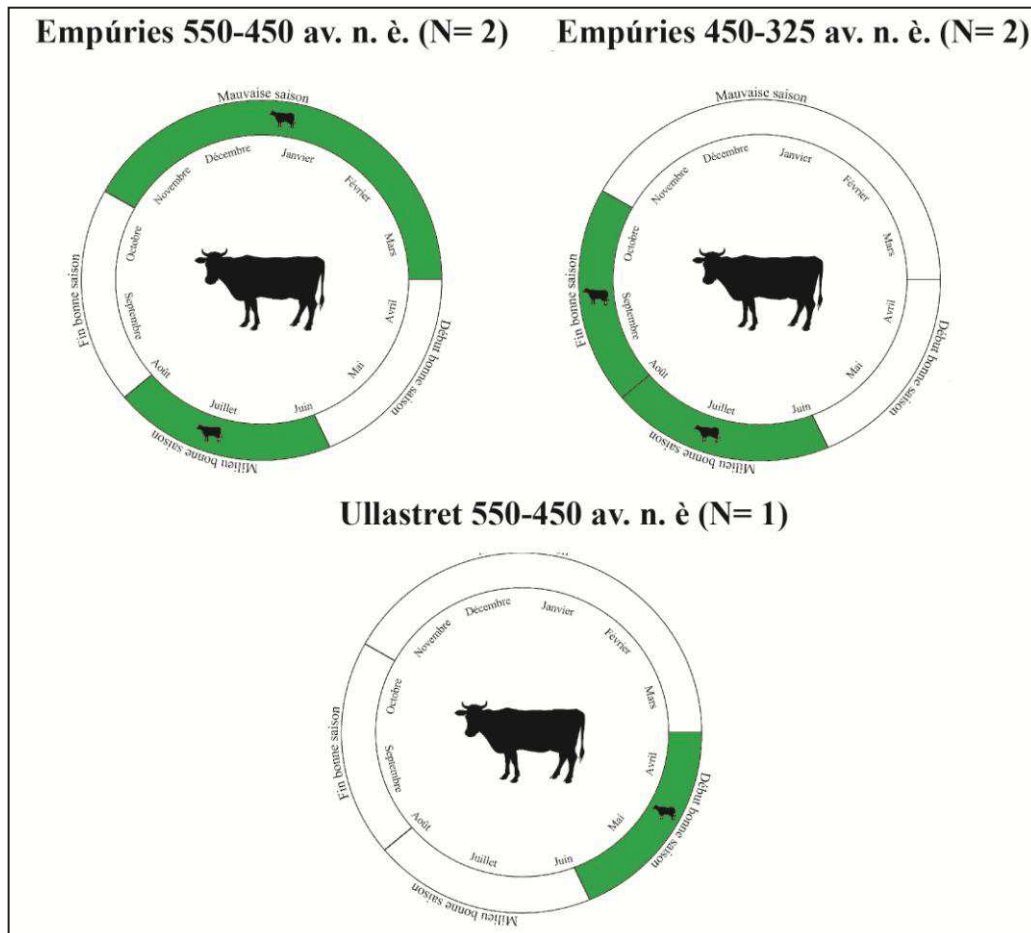 Empúries 550-450 av. n. è. (N= 2)
Mauvaise saison
Janvier
Février
Mars
Avril
Mai
Juin
Juillet
Août
Septembre
Octobre
Novembre
Décembre
Début bonne saison
Milieu bonne saison
Fin bonne saison
Empúries 450-325 av. n. è. (N= 2)
Mauvaise saison
Janvier
Février
Mars
Avril
Mai
Juin
Juillet
Août
Septembre
Octobre
Novembre
Décembre
Début bonne saison
Milieu bonne saison
Fin bonne saison
Ullastret 550-450 av. n. è (N= 1)
Janvier
Février
Mars
Avril
Mai
Juin
Juillet
Août
Septembre
Octobre
Novembre
Décembre
Début bonne saison
Milieu bonne saison
Fin bonne saison